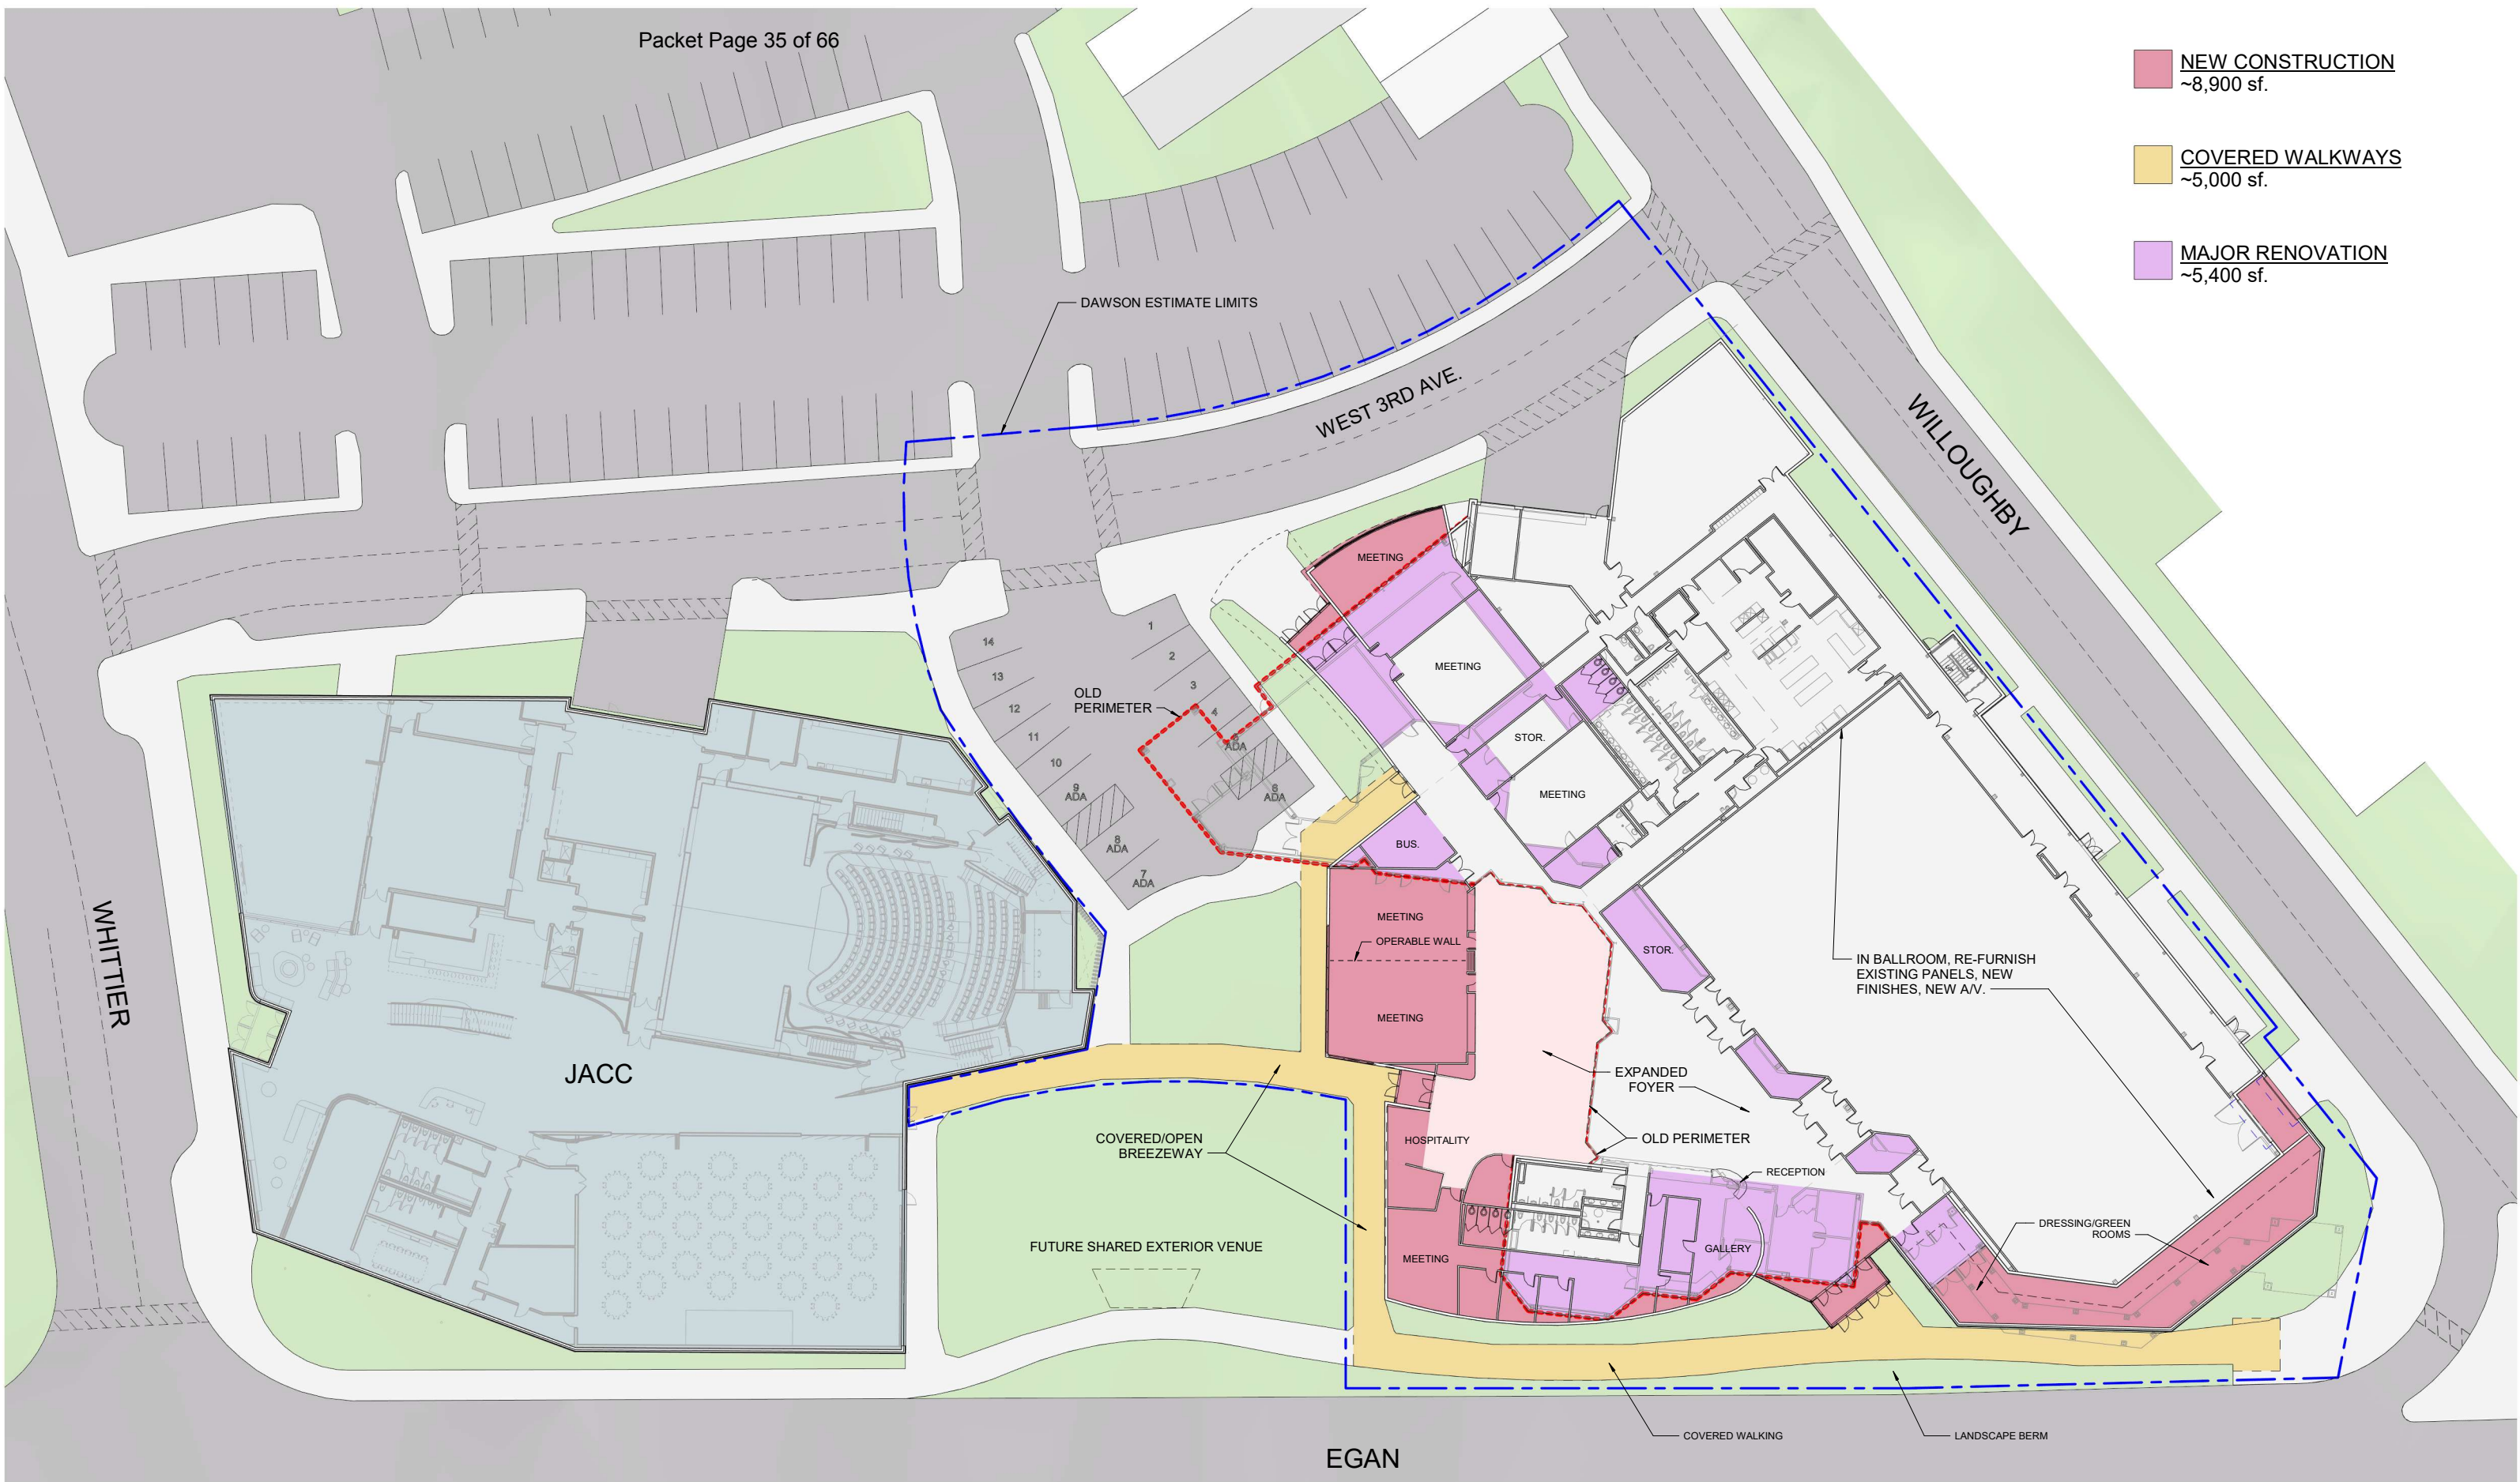 Packet Page 35 of 66
NEW CONSTRUCTION
~8,900 sf.
COVERED WALKWAYS
~5,000 sf.
MAJOR RENOVATION
~5,400 sf.
DAWSON ESTIMATE LIMITS
WEST 3RD AVE.
WILLOUGHBY
MEETING
MEETING
STOR.
MEETING
BUS.
1
2
3
4
5
ADA
6
ADA
14
13
12
11
10
9
ADA
8
ADA
7
ADA
OLD
PERIMETER
MEETING
OPERABLE WALL
MEETING
STOR.
IN BALLROOM, RE-FURNISH
EXISTING PANELS, NEW
FINISHES, NEW A/V.
WHITTIER
JACC
EXPANDED
FOYER
COVERED/OPEN
BREEZEWAY
HOSPITALITY
OLD PERIMETER
RECEPTION
DRESSING/GREEN
ROOMS
GALLERY
FUTURE SHARED EXTERIOR VENUE
MEETING
COVERED WALKING
LANDSCAPE BERM
EGAN